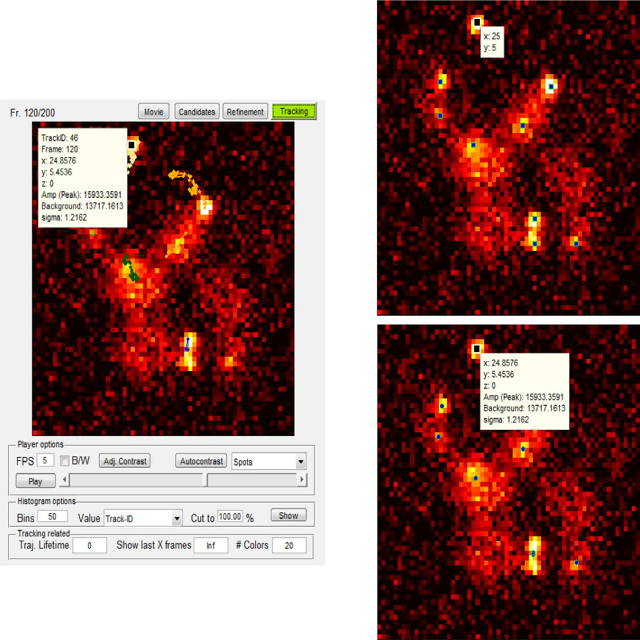 Fr. 120/200
Movie
Candidates
Refinement
Tracking
TrackID: 46
Frame: 120
x: 24.8576
y: 5.4536
z: 0
Amp (Peak): 15933.3591
Background: 13717.1613
sigma: 1.2162
Player options
FPS 5 B/W Adj. Contrast Autocontrast Spots
Play
Histogram options
Bins 50 Value Track-ID Cut to 100.00 % Show
Tracking related
Traj. Lifetime 0 Show last X frames Inf # Colors 20
x: 25
y: 5
x: 24.8576
y: 5.4536
z: 0
Amp (Peak): 15933.3591
Background: 13717.1613
sigma: 1.2162